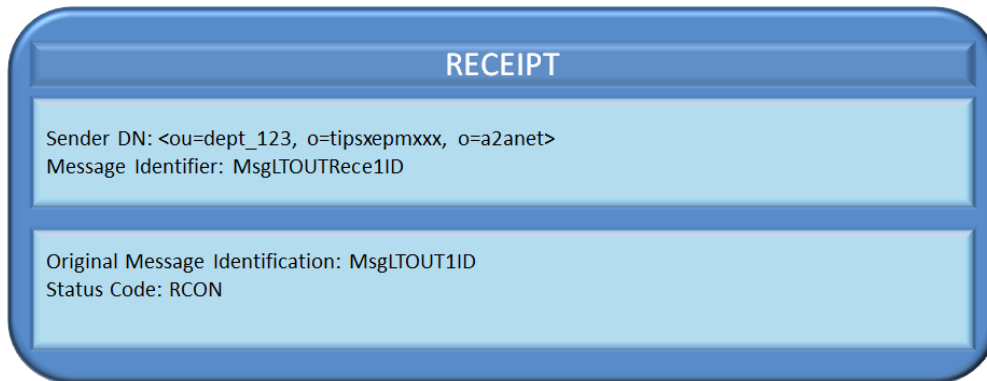 RECEIPT
Sender DN: <ou=dept_123, o=tipsxepmxxx, o=a2anet>
Message Identifier: MsgLTOUTRece1ID
Original Message Identification: MsgLTOUT1ID
Status Code: RCON